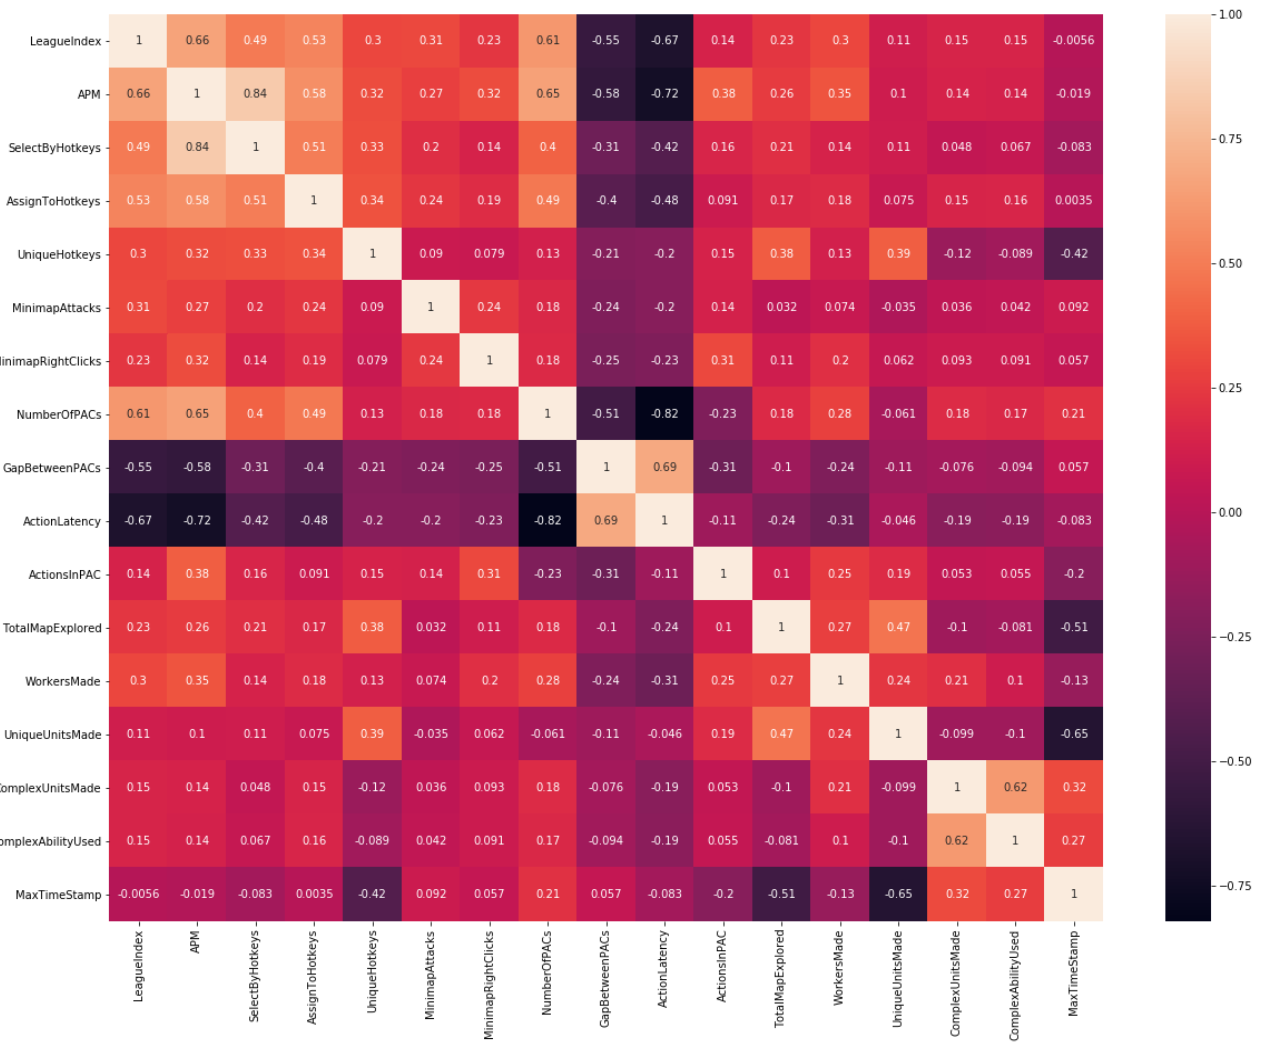 LeagueIndex 1 0.66 0.49 0.53 0.3 0.31 0.23 0.61 -0.55 -0.67 0.14 0.23 0.3 0.11 0.15 0.15 -0.0056
APM 0.66 1 0.84 0.58 0.32 0.27 0.32 0.65 -0.58 -0.72 0.38 0.26 0.35 0.1 0.14 0.14 -0.019
SelectByHotkeys 0.49 0.84 1 0.51 0.33 0.2 0.14 0.4 -0.31 -0.42 0.16 0.21 0.14 0.11 0.048 0.067 -0.083
AssignToHotkeys 0.53 0.58 0.51 1 0.34 0.24 0.19 0.49 -0.4 -0.48 0.091 0.17 0.18 0.075 0.15 0.16 0.0035
UniqueHotkeys 0.3 0.32 0.33 0.34 1 0.09 0.079 0.13 -0.21 -0.2 0.15 0.38 0.13 0.39 -0.12 -0.089 -0.42
MinimapAttacks 0.31 0.27 0.2 0.24 0.09 1 0.24 0.18 -0.24 -0.2 0.14 0.032 0.074 -0.035 0.036 0.042 0.092
inimapRightClicks 0.23 0.32 0.14 0.19 0.079 0.24 1 0.18 -0.25 -0.23 0.31 0.11 0.2 0.062 0.093 0.091 0.057
NumberOfPACs 0.61 0.65 0.4 0.49 0.13 0.18 0.18 1 -0.51 -0.82 -0.23 0.18 0.28 -0.061 0.18 0.17 0.21
GapBetweenPACs -0.55 -0.58 -0.31 -0.4 -0.21 -0.24 -0.25 -0.51 1 0.69 -0.31 -0.1 -0.24 -0.11 -0.076 -0.094 0.057
ActionLatency -0.67 -0.72 -0.42 -0.48 -0.2 -0.2 -0.23 -0.82 0.69 1 -0.11 -0.24 -0.31 -0.046 -0.19 -0.19 -0.083
ActionsInPAC 0.14 0.38 0.16 0.091 0.15 0.14 0.31 -0.23 -0.31 -0.11 1 0.1 0.25 0.19 0.053 0.055 -0.2
TotalMapExplored 0.23 0.26 0.21 0.17 0.38 0.032 0.11 0.18 -0.1 -0.24 0.1 1 0.27 0.47 -0.1 -0.081 -0.51
WorkersMade 0.3 0.35 0.14 0.18 0.13 0.074 0.2 0.28 -0.24 -0.31 0.25 0.27 1 0.24 0.21 0.1 -0.13
UniqueUnitsMade 0.11 0.1 0.11 0.075 0.39 -0.035 0.062 -0.061 -0.11 -0.046 0.19 0.47 0.24 1 -0.099 -0.1 -0.65
omplexUnitsMade 0.15 0.14 0.048 0.15 -0.12 0.036 0.093 0.18 -0.076 -0.19 0.053 -0.1 0.21 -0.099 1 0.62 0.32
mplexAbilityUsed 0.15 0.14 0.067 0.16 -0.089 0.042 0.091 0.17 -0.094 -0.19 0.055 -0.081 0.1 -0.1 0.62 1 0.27
MaxTimeStamp -0.0056 -0.019 -0.083 0.0035 -0.42 0.092 0.057 0.21 0.057 -0.083 -0.2 -0.51 -0.13 -0.65 0.32 0.27 1
LeagueIndex
APM
SelectByHotkeys
AssignToHotkeys
UniqueHotkeys
MinimapAttacks
MinimapRightClicks
NumberOfPACs
GapBetweenPACs
ActionLatency
ActionsInPAC
TotalMapExplored
WorkersMade
UniqueUnitsMade
ComplexUnitsMade
ComplexAbilityUsed
MaxTimeStamp
1.00
0.75
0.50
0.25
0.00
−0.25
−0.50
−0.75